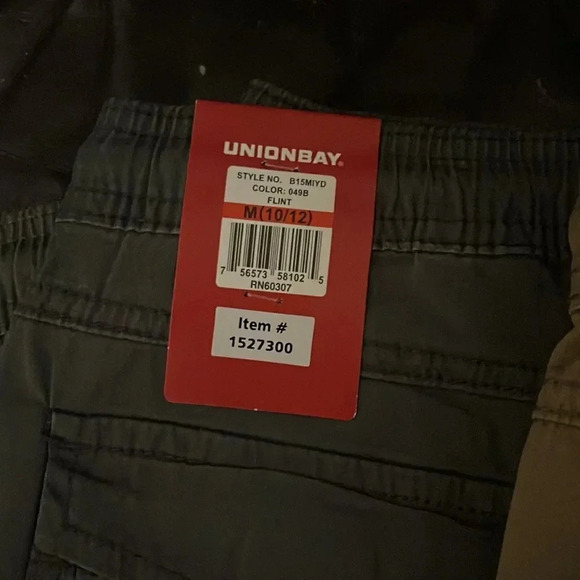 UNIONBAY®
STYLE NO. B15MIYD
COLOR: 049B
FLINT
M(10/12)
7 56573 58102 5
RN60307
Item #
1527300